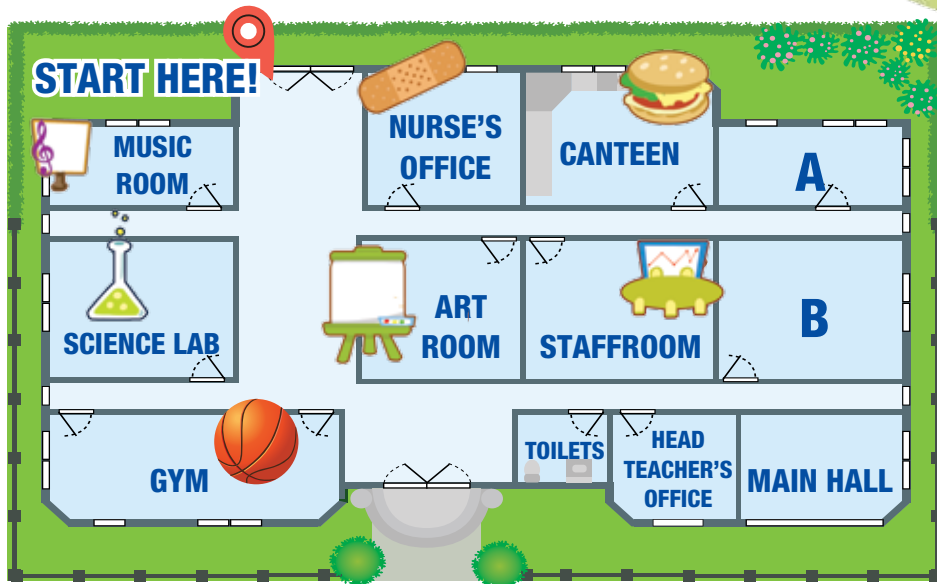 START HERE!
MUSIC
ROOM
NURSE'S
OFFICE
CANTEEN
A
SCIENCE LAB
ART
ROOM
STAFFROOM
B
GYM
TOILETS
HEAD
TEACHER'S
OFFICE
MAIN HALL